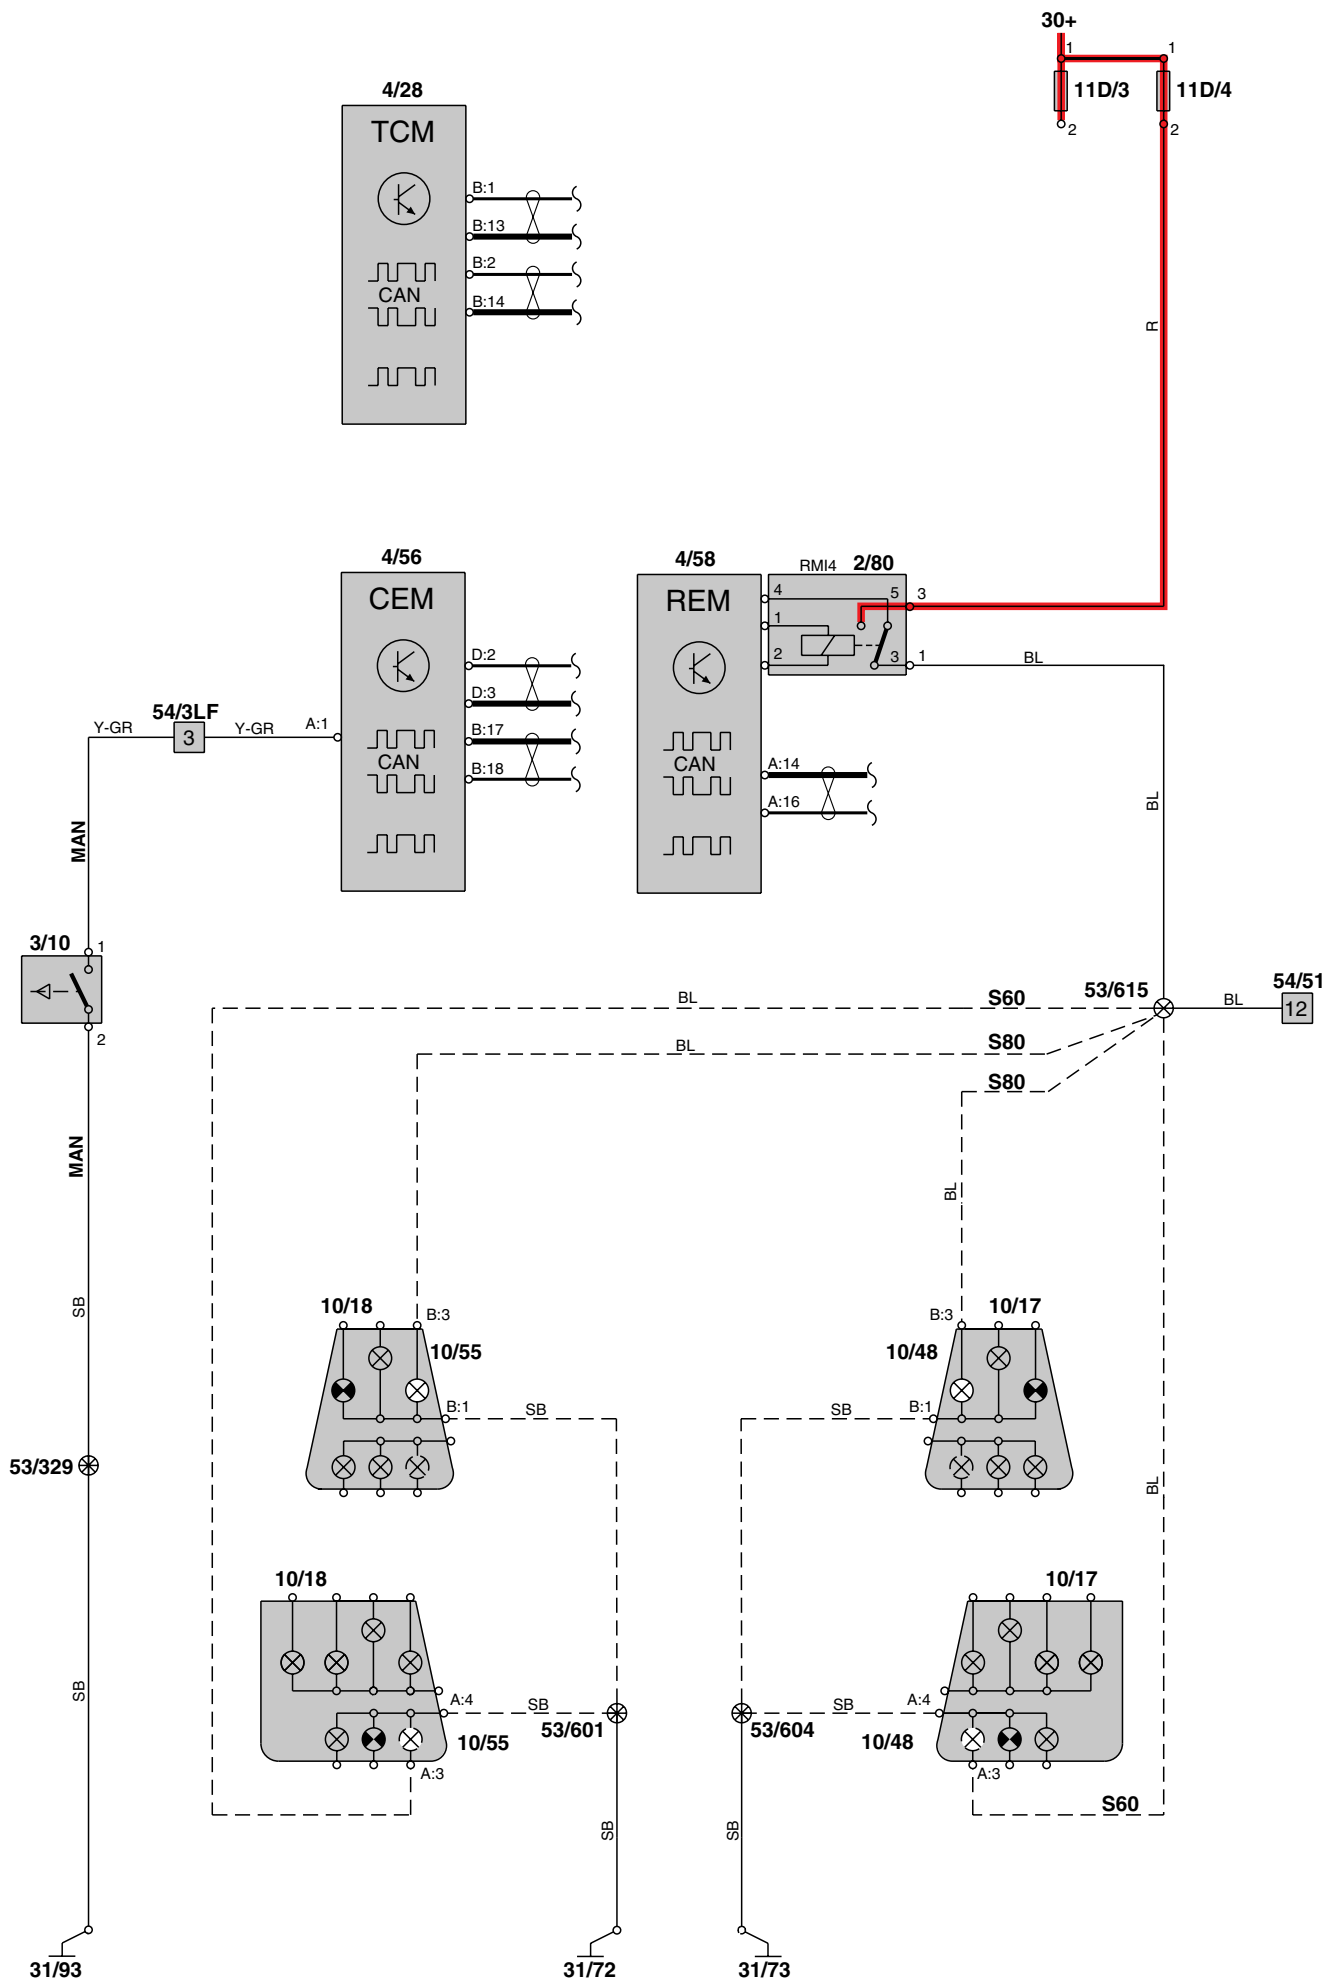 30+
1 1
11D/3 11D/4
2 2
4/28
TCM
B:1
B:13
B:2
CAN
B:14
R
4/56 4/58 RMI4 2/80
CEM REM
4 5 3
1
2 3 1 BL
D:2
D:3
54/3LF
Y-GR 3 Y-GR A:1
B:17
CAN CAN
B:18
A:14
A:16
BL
MAN
3/10 1
2
BL S60 53/615 BL 54/51
12
BL S80
S80
MAN
BL
SB
10/18 B:3 B:3 10/17
10/55 10/48
B:1 SB SB B:1
53/329
BL
10/18 10/17
SB
A:4 SB SB A:4
53/601 53/604
10/55 10/48
A:3 A:3
S60
SB SB
31/93 31/72 31/73